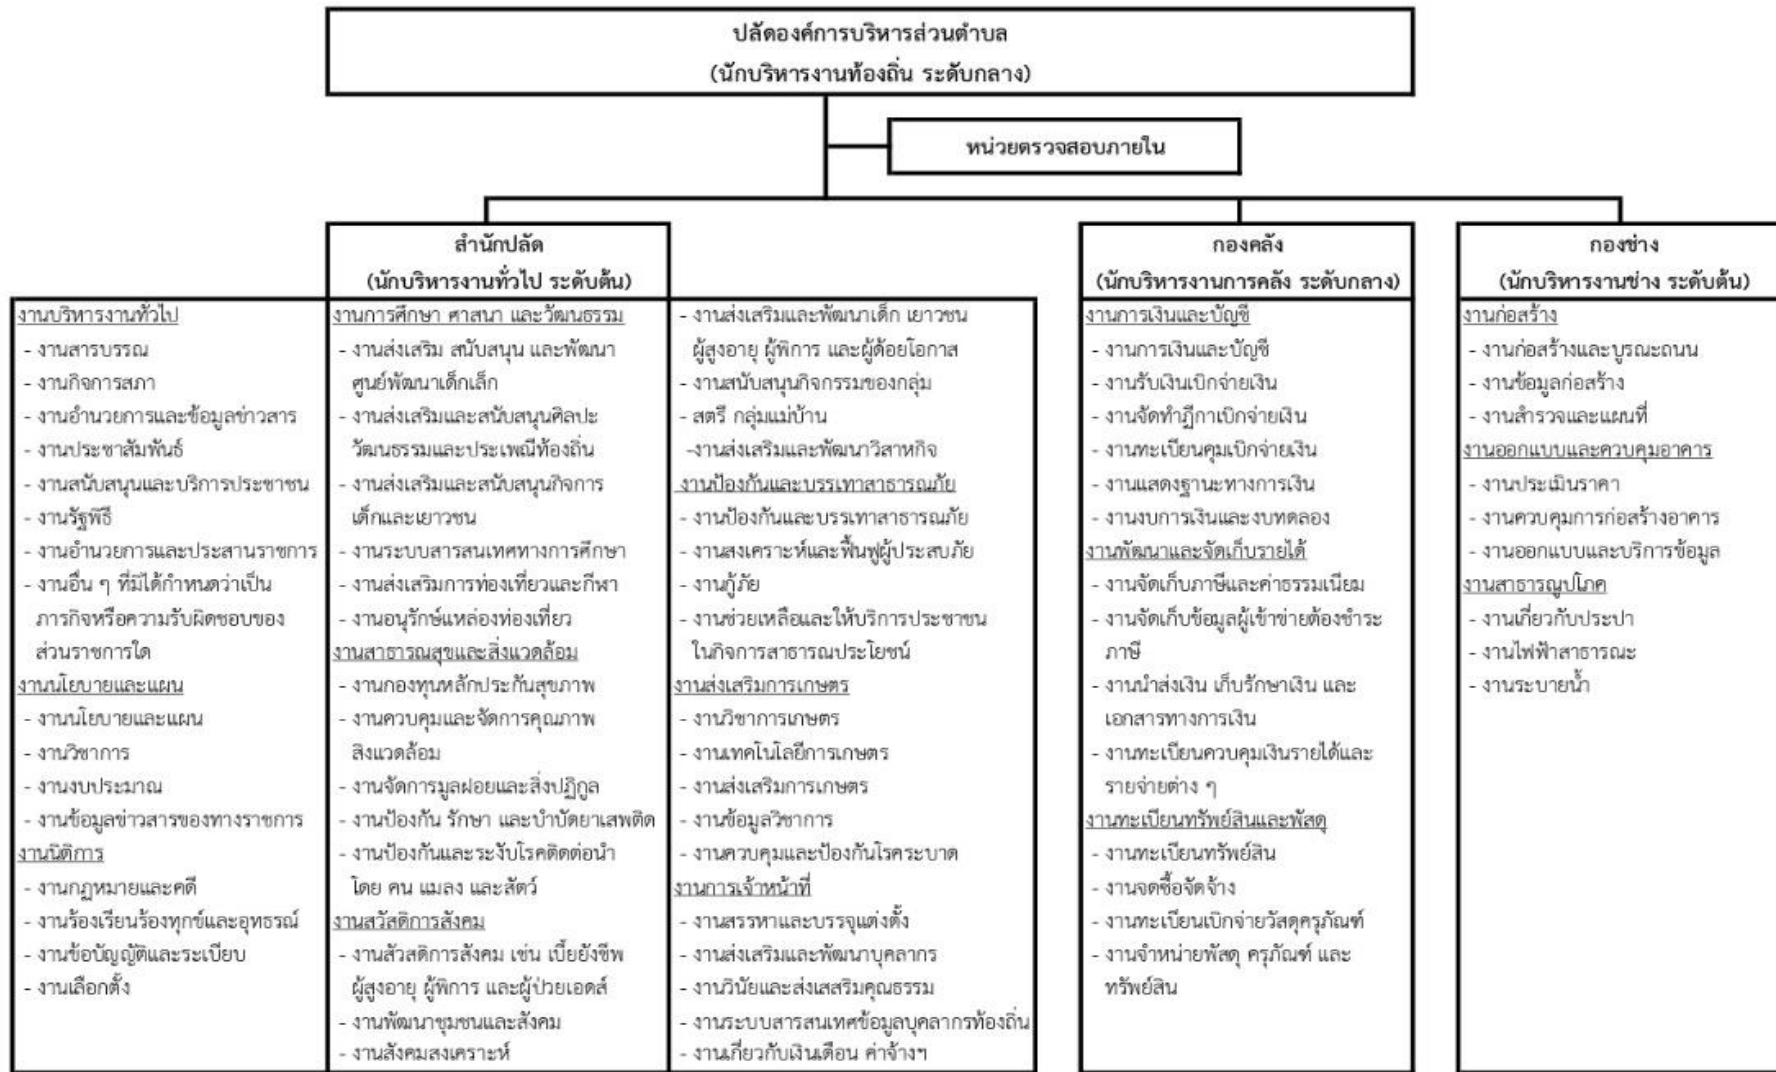 ปลัดองค์การบริหารส่วนตำบล
(นักบริหารงานท้องถิ่น ระดับกลาง)
หน่วยตรวจสอบภายใน
สำนักปลัด
(นักบริหารงานทั่วไป ระดับต้น)
งานบริหารงานทั่วไป
- งานสารบรรณ
- งานกิจการสภา
- งานอำนวยการและข้อมูลข่าวสาร
- งานประชาสัมพันธ์
- งานสนับสนุนและบริการประชาชน
- งานรัฐพิธี
- งานอำนวยการและประสานราชการ
- งานอื่น ๆ ที่มิได้กำหนดว่าเป็น
ภารกิจหรือความรับผิดชอบของ
ส่วนราชการใด
งานนโยบายและแผน
- งานนโยบายและแผน
- งานวิชาการ
- งานงบประมาณ
- งานข้อมูลข่าวสารของทางราชการ
งานนิติการ
- งานกฎหมายและคดี
- งานร้องเรียนร้องทุกข์และอุทธรณ์
- งานข้อบัญญัติและระเบียบ
- งานเลือกตั้ง
งานการศึกษา ศาสนา และวัฒนธรรม
- งานส่งเสริม สนับสนุน และพัฒนา
ศูนย์พัฒนาเด็กเล็ก
- งานส่งเสริมและสนับสนุนศิลปะ
วัฒนธรรมและประเพณีท้องถิ่น
- งานส่งเสริมและสนับสนุนกิจการ
เด็กและเยาวชน
- งานระบบสารสนเทศทางการศึกษา
- งานส่งเสริมการท่องเที่ยวและกีฬา
- งานอนุรักษ์แหล่องท่องเที่ยว
งานสาธารณสุขและสิ่งแวดล้อม
- งานกองทุนหลักประกันสุขภาพ
- งานควบคุมและจัดการคุณภาพ
สิงแวดล้อม
- งานจัดการมูลฝอยและสิ่งปฏิกูล
- งานป้องกัน รักษา และบำบัดยาเสพติด
- งานป้องกันและระงับโรคติดต่อนำ
โดย คน แมลง และสัตว์
งานสวัสดิการสังคม
- งานสัวสดิการสังคม เช่น เบี้ยยังชีพ
ผู้สูงอายุ ผู้พิการ และผู้ป่วยเอดส์
- งานพัฒนาชุมชนและสังคม
- งานสังคมสงเคราะห์
- งานส่งเสริมและพัฒนาเด็ก เยาวชน
ผู้สูงอายุ ผู้พิการ และผู้ด้อยโอกาส
- งานสนับสนุนกิจกรรมของกลุ่ม
- สตรี กลุ่มแม่บ้าน
-งานส่งเสริมและพัฒนาวิสาหกิจ
งานป้องกันและบรรเทาสาธารณภัย
- งานป้องกันและบรรเทาสาธารณภัย
- งานสงเคราะห์และฟื้นฟูผู้ประสบภัย
- งานกู้ภัย
- งานช่วยเหลือและให้บริการประชาชน
ในกิจการสาธารณประโยชน์
งานส่งเสริมการเกษตร
- งานวิชาการเกษตร
- งานเทคโนโลยีการเกษตร
- งานส่งเสริมการเกษตร
- งานข้อมูลวิชาการ
- งานควบคุมและป้องกันโรคระบาด
งานการเจ้าหน้าที่
- งานสรรหาและบรรจุแต่งตั้ง
- งานส่งเสริมและพัฒนาบุคลากร
- งานวินัยและส่งเสสริมคุณธรรม
- งานระบบสารสนเทศข้อมูลบุคลากรท้องถิ่น
- งานเกี่ยวกับเงินเดือน ค่าจ้างฯ
กองคลัง
(นักบริหารงานการคลัง ระดับกลาง)
งานการเงินและบัญชี
- งานการเงินและบัญชี
- งานรับเงินเบิกจ่ายเงิน
- งานจัดทำฎีกาเบิกจ่ายเงิน
- งานทะเบียนคุมเบิกจ่ายเงิน
- งานแสดงฐานะทางการเงิน
- งานงบการเงินและงบทดลอง
งานพัฒนาและจัดเก็บรายได้
- งานจัดเก็บภาษีและค่าธรรมเนียม
- งานจัดเก็บข้อมูลผู้เข้าข่ายต้องชำระ
ภาษี
- งานนำส่งเงิน เก็บรักษาเงิน และ
เอกสารทางการเงิน
- งานทะเบียนควบคุมเงินรายได้และ
รายจ่ายต่าง ๆ
งานทะเบียนทรัพย์สินและพัสดุ
- งานทะเบียนทรัพย์สิน
- งานจดซื้อจัดจ้าง
- งานทะเบียนเบิกจ่ายวัสดุครุภัณฑ์
- งานจำหน่ายพัสดุ ครุภัณฑ์ และ
ทรัพย์สิน
กองช่าง
(นักบริหารงานช่าง ระดับต้น)
งานก่อสร้าง
- งานก่อสร้างและบูรณะถนน
- งานข้อมูลก่อสร้าง
- งานสำรวจและแผนที่
งานออกแบบและควบคุมอาคาร
- งานประเมินราคา
- งานควบคุมการก่อสร้างอาคาร
- งานออกแบบและบริการข้อมูล
งานสาธารณูปโภค
- งานเกี่ยวกับประปา
- งานไฟฟ้าสาธารณะ
- งานระบายน้ำ